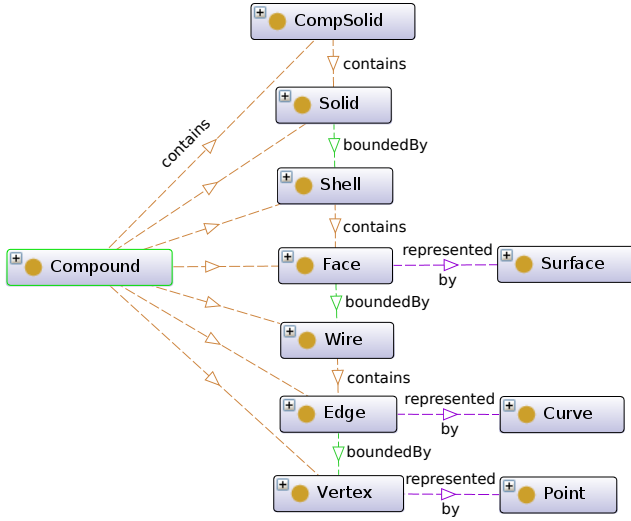 CompSolid
contains
Solid
contains
boundedBy
Shell
contains
represented
Compound
Face
Surface
by
boundedBy
Wire
contains
represented
Edge
Curve
by
boundedBy
represented
Vertex
Point
by